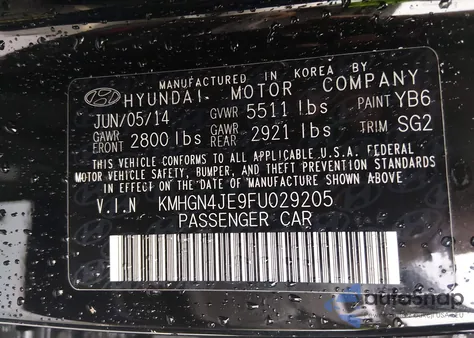 MANUFACTURED IN KOREA BY
HYUNDAI MOTOR COMPANY
JUN/05/14 GVWR 5511 lbs PAINT YB6
GAWR FRONT 2800 lbs GAWR REAR 2921 lbs TRIM SG2
THIS VEHICLE CONFORMS TO ALL APPLICABLE U.S.A. FEDERAL
MOTOR VEHICLE SAFETY, BUMPER, AND THEFT PREVENTION STANDARDS
IN EFFECT ON THE DATE OF MANUFACTURE SHOWN ABOVE.
V.I.N KMHGN4JE9FU029205
PASSENGER CAR
autoSnap